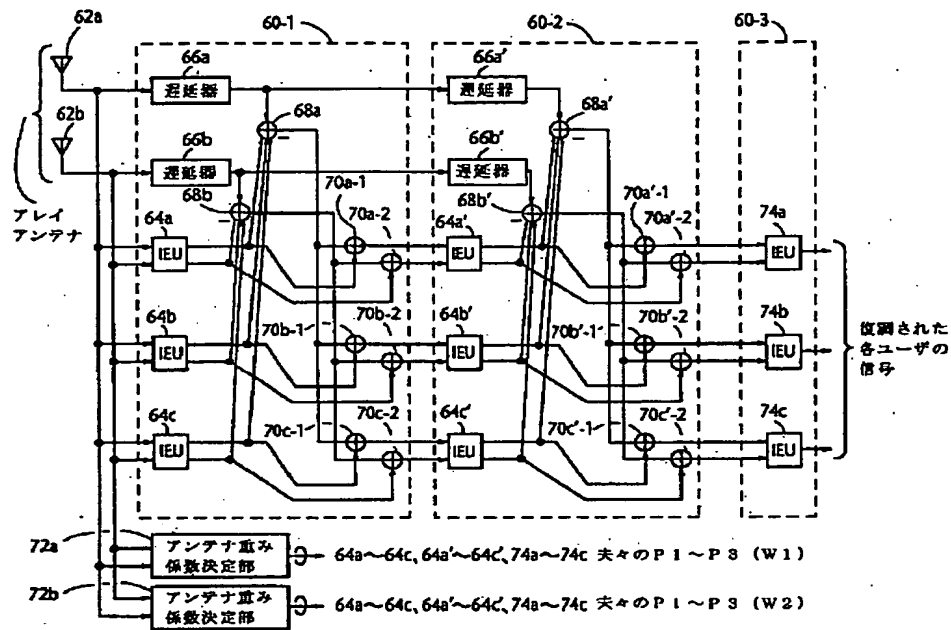 62a
60-1
60-2
60-3
66a
66a'
遅延器
遅延器
62b
68a
68a'
66b
66b'
遅延器
遅延器
アレイ
アンテナ
68b
70a-1
70a-2
68b'
70a'-1
70a'-2
64a
64a'
74a
IEU
IEU
IEU
64b
70b-1
70b-2
64b'
70b'-1
70b'-2
74b
IEU
IEU
IEU
復調された
各ユーザの
信号
64c
70c-1
70c-2
64c'
70c'-1
70c'-2
74c
IEU
IEU
IEU
72a
アンテナ重み
係数決定部
64a~64c、64a'~64c'、74a~74c 夫々のP1~P3 (W1)
72b
アンテナ重み
係数決定部
64a~64c、64a'~64c'、74a~74c 夫々のP1~P3 (W2)